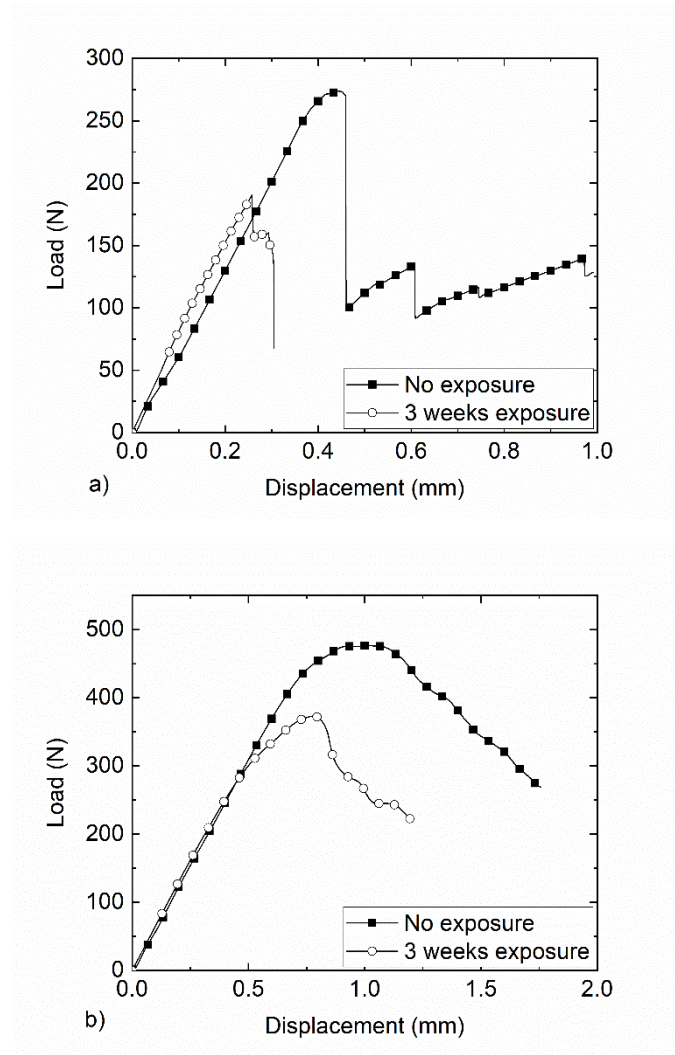 300
250
200
150
100
50
0
Load (N)
No exposure
3 weeks exposure
0.0 0.2 0.4 0.6 0.8 1.0
a)
Displacement (mm)
500
400
300
200
100
0
Load (N)
No exposure
3 weeks exposure
0.0 0.5 1.0 1.5 2.0
b)
Displacement (mm)